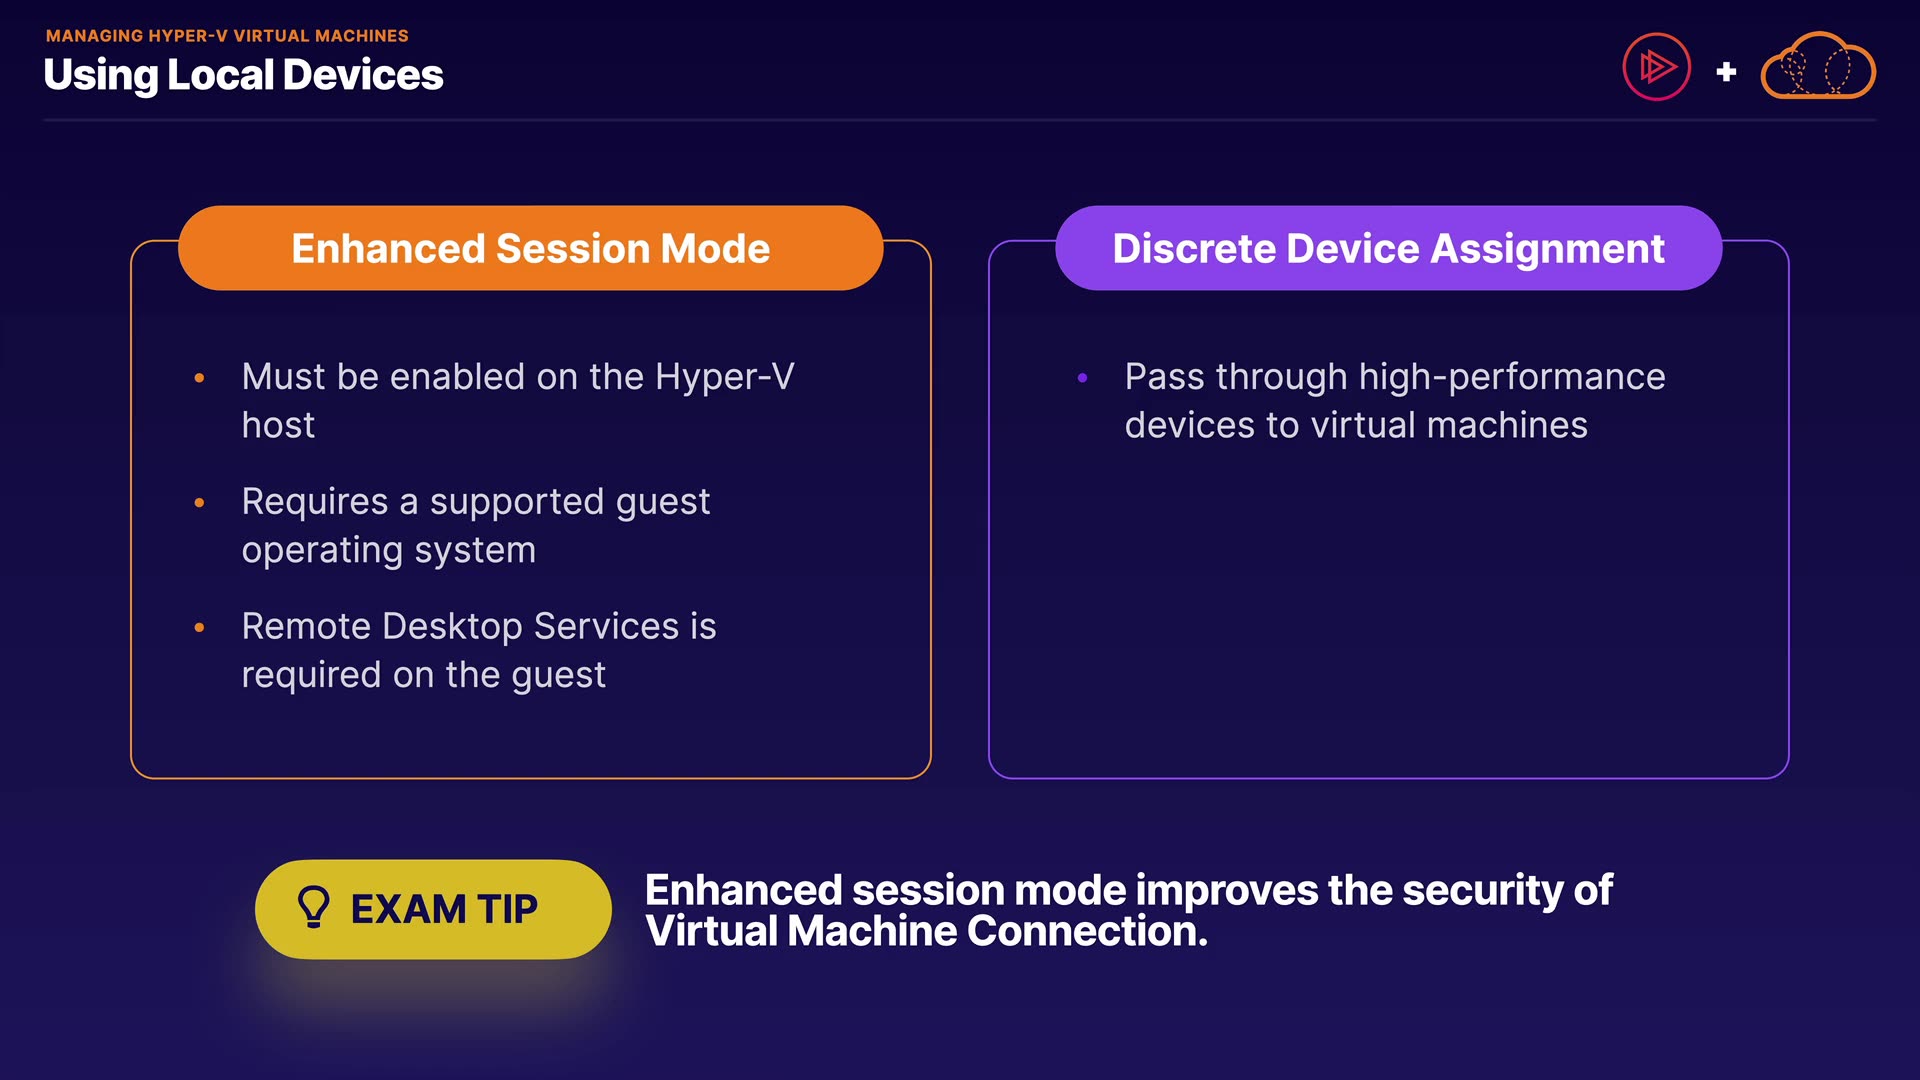 MANAGING HYPER-V VIRTUAL MACHINES
Using Local Devices
Enhanced Session Mode
• Must be enabled on the Hyper-V
host
• Requires a supported guest
operating system
• Remote Desktop Services is
required on the guest
Discrete Device Assignment
• Pass through high-performance
devices to virtual machines
EXAM TIP
Enhanced session mode improves the security of
Virtual Machine Connection.